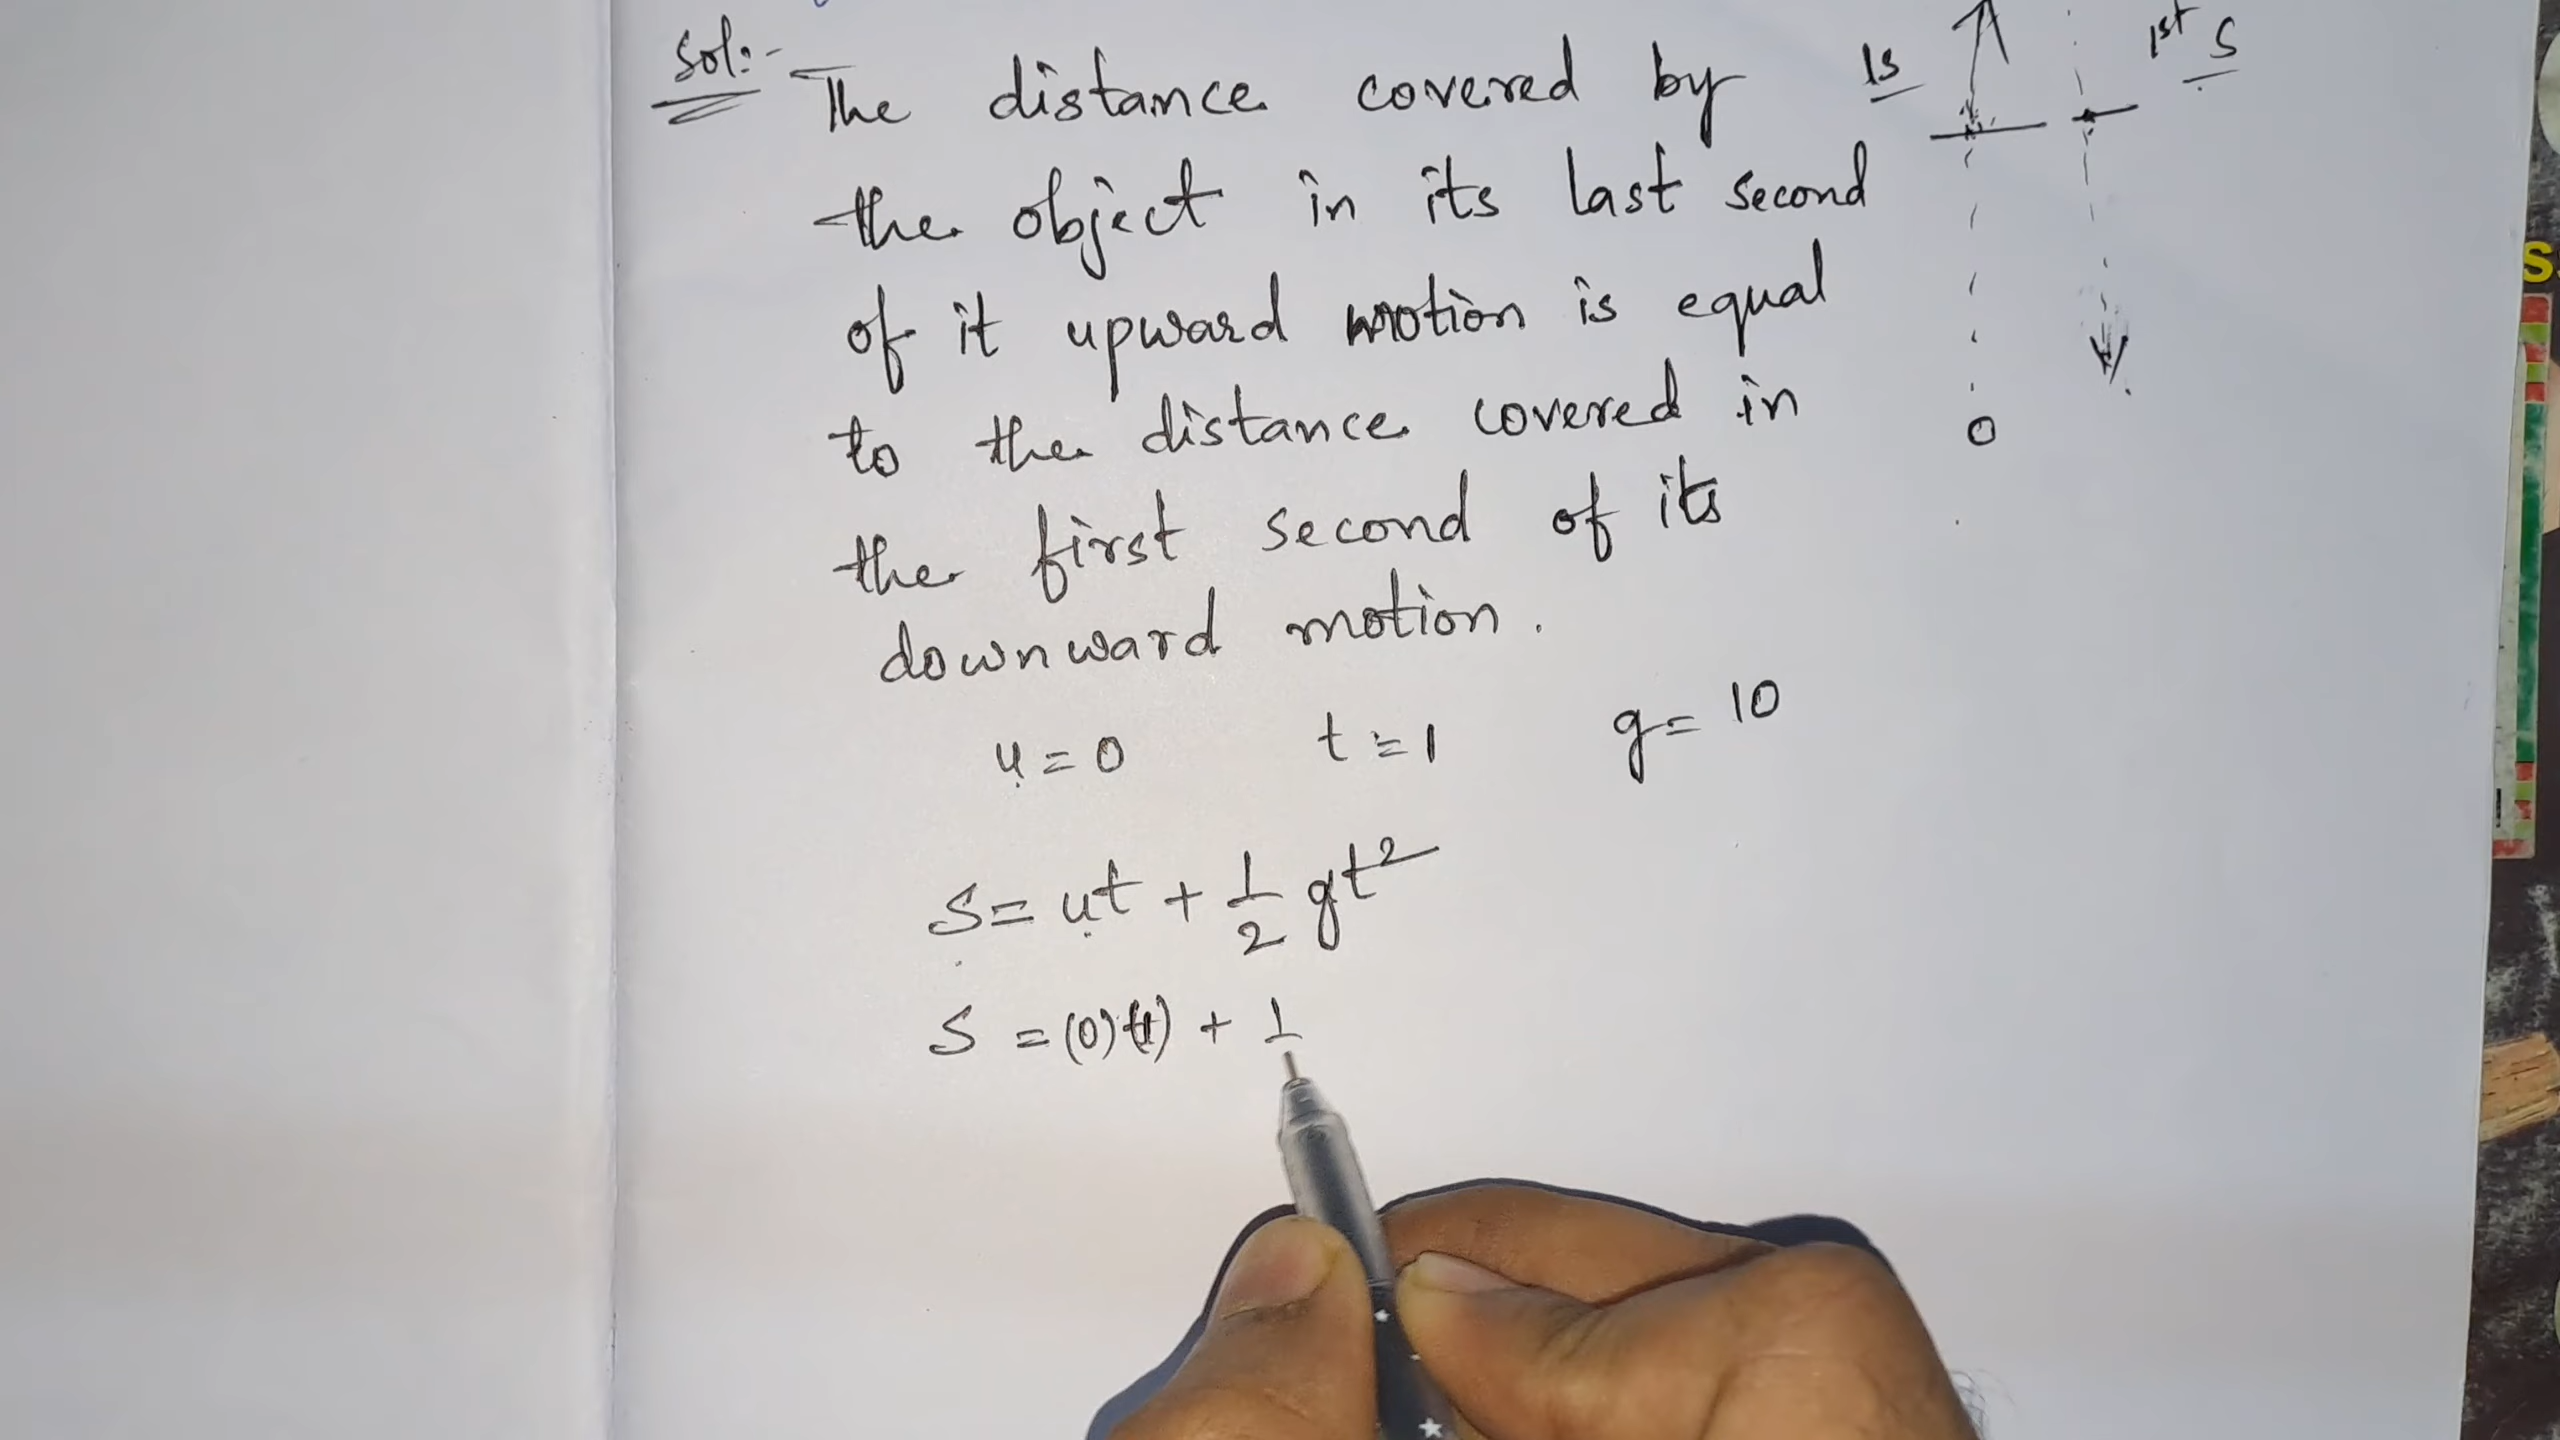 Sol:-
The distance covered by
the object in its last second
of it upward motion is equal
to the distance covered in
the first second of its
downward motion.
u = 0 t = 1 g = 10
S = ut + 1/2 gt²
S = (0)(1) + 1
1s
1st s
0
S